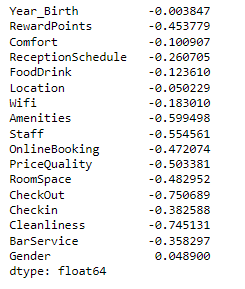 Year_Birth -0.003847
RewardPoints -0.453779
Comfort -0.100907
ReceptionSchedule -0.260705
FoodDrink -0.123610
Location -0.050229
Wifi -0.183010
Amenities -0.599498
Staff -0.554561
OnlineBooking -0.472074
PriceQuality -0.503381
RoomSpace -0.482952
CheckOut -0.750689
Checkin -0.382588
Cleanliness -0.745131
BarService -0.358297
Gender 0.048900
dtype: float64